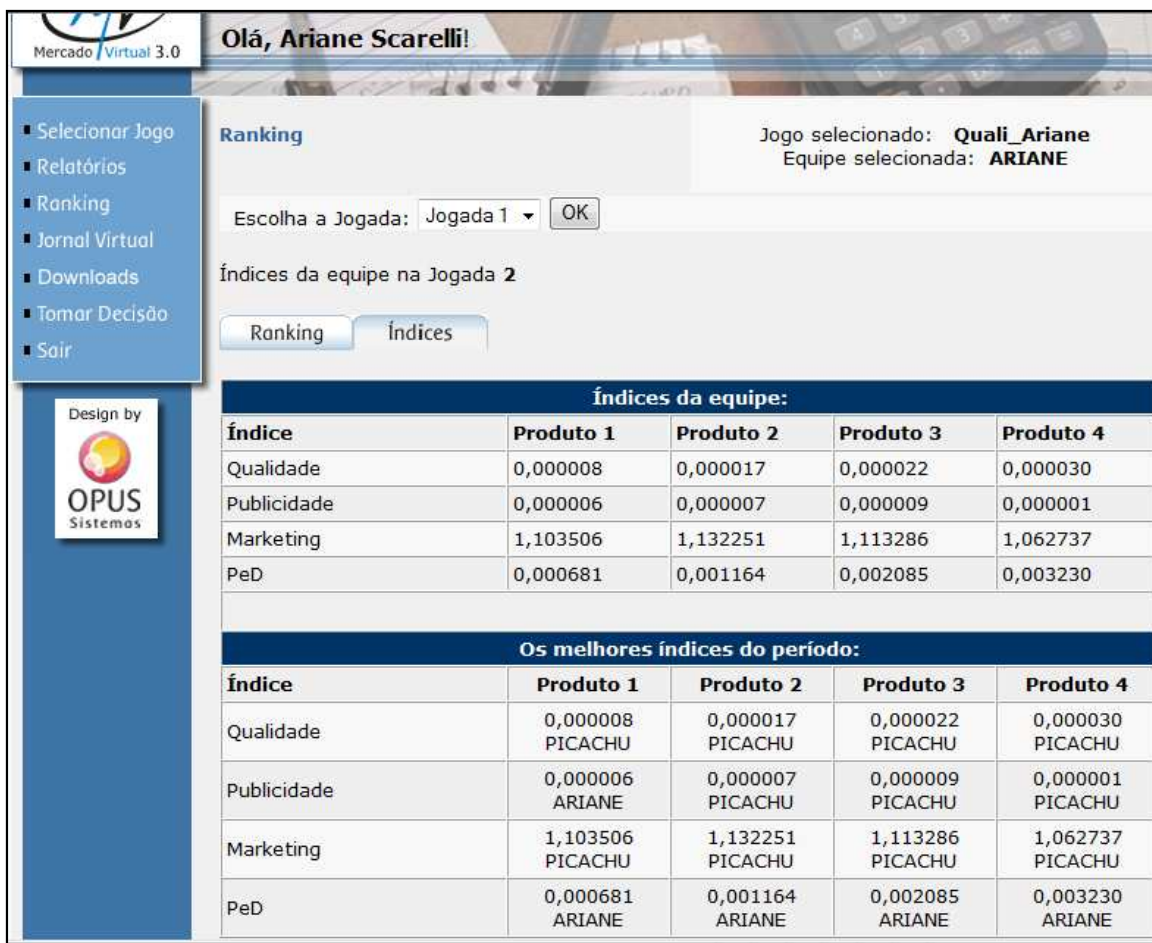 Mercado Virtual 3.0
Olá, Ariane Scarelli!
Selecionar Jogo
Relatórios
Ranking
Jornal Virtual
Downloads
Tomar Decisão
Sair
Design by
OPUS
Sistemas
Ranking
Jogo selecionado: Quali_Ariane
Equipe selecionada: ARIANE
Escolha a Jogada: Jogada 1 OK
Índices da equipe na Jogada 2
Ranking Índices
Índices da equipe:
Índice Produto 1 Produto 2 Produto 3 Produto 4
Qualidade 0,000008 0,000017 0,000022 0,000030
Publicidade 0,000006 0,000007 0,000009 0,000001
Marketing 1,103506 1,132251 1,113286 1,062737
PeD 0,000681 0,001164 0,002085 0,003230
Os melhores índices do período:
Índice Produto 1 Produto 2 Produto 3 Produto 4
Qualidade 0,000008 0,000017 0,000022 0,000030
PICACHU PICACHU PICACHU PICACHU
Publicidade 0,000006 0,000007 0,000009 0,000001
ARIANE PICACHU PICACHU PICACHU
Marketing 1,103506 1,132251 1,113286 1,062737
PICACHU PICACHU PICACHU PICACHU
PeD 0,000681 0,001164 0,002085 0,003230
ARIANE ARIANE ARIANE ARIANE